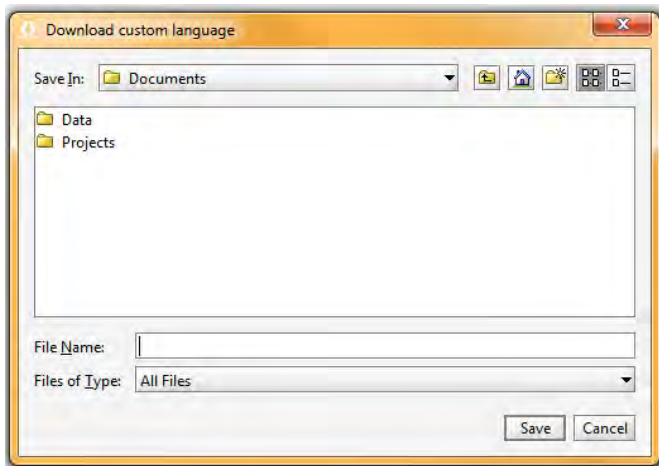 Download custom language
Save In: Documents
Data
Projects
File Name:
Files of Type: All Files
Save Cancel